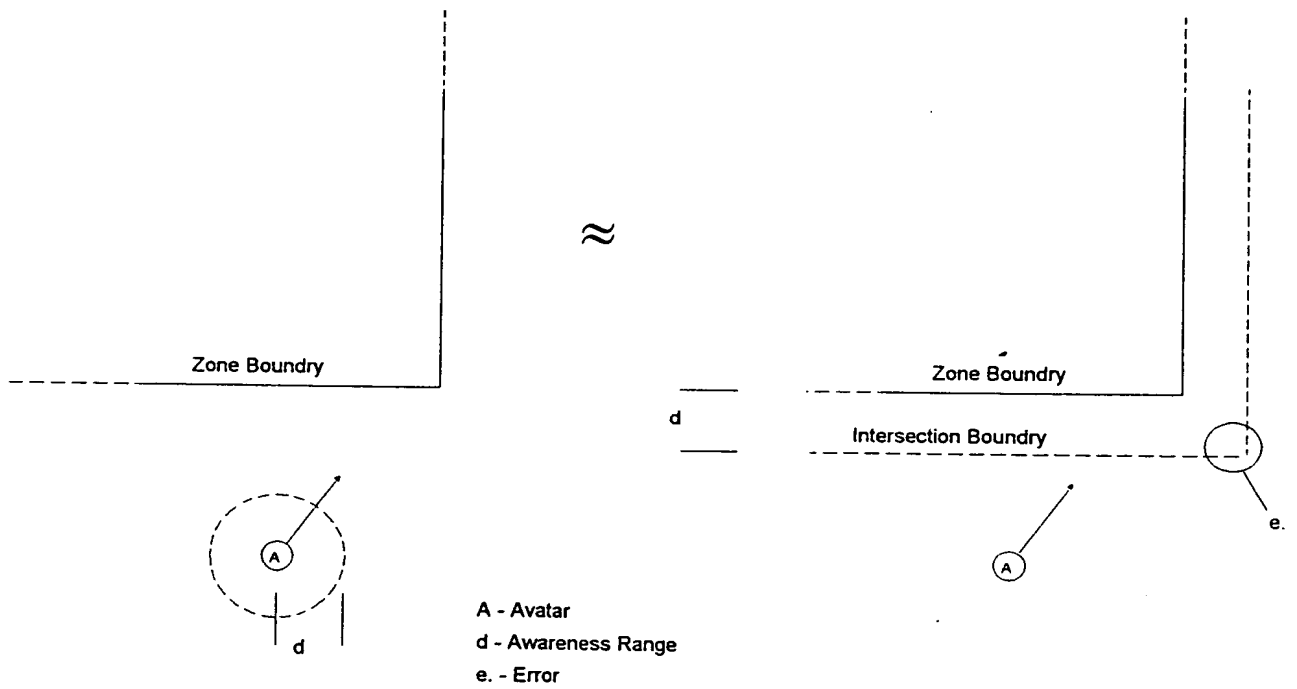 ≈
Zone Boundry
Zone Boundry
d
Intersection Boundry
e.
A
A
d
A - Avatar
d - Awareness Range
e. - Error